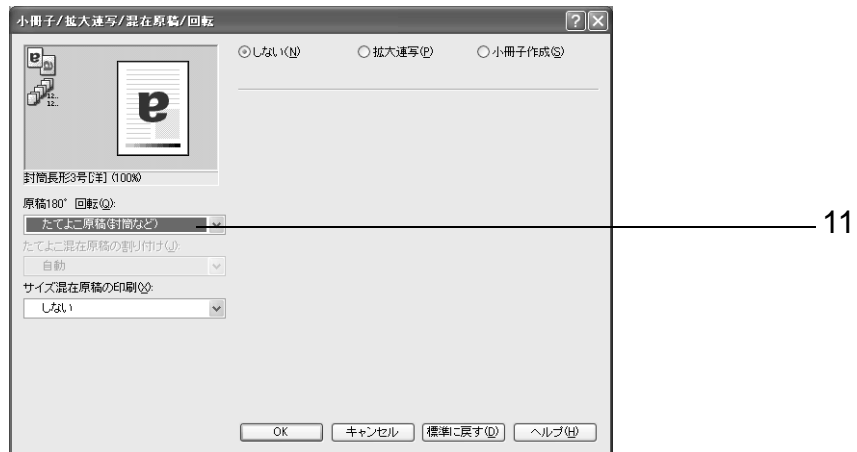 小冊子/拡大連写/混在原稿/回転
しない(N) 拡大連写(P) 小冊子作成(S)
a
a
12..
12..
a
封筒長形3号[洋] (100%)
原稿180°回転(Q):
たてよこ原稿(封筒など)
11
たてよこ混在原稿の割り付け(J):
自動
サイズ混在原稿の印刷(X):
しない
OK キャンセル 標準に戻す(D) ヘルプ(H)